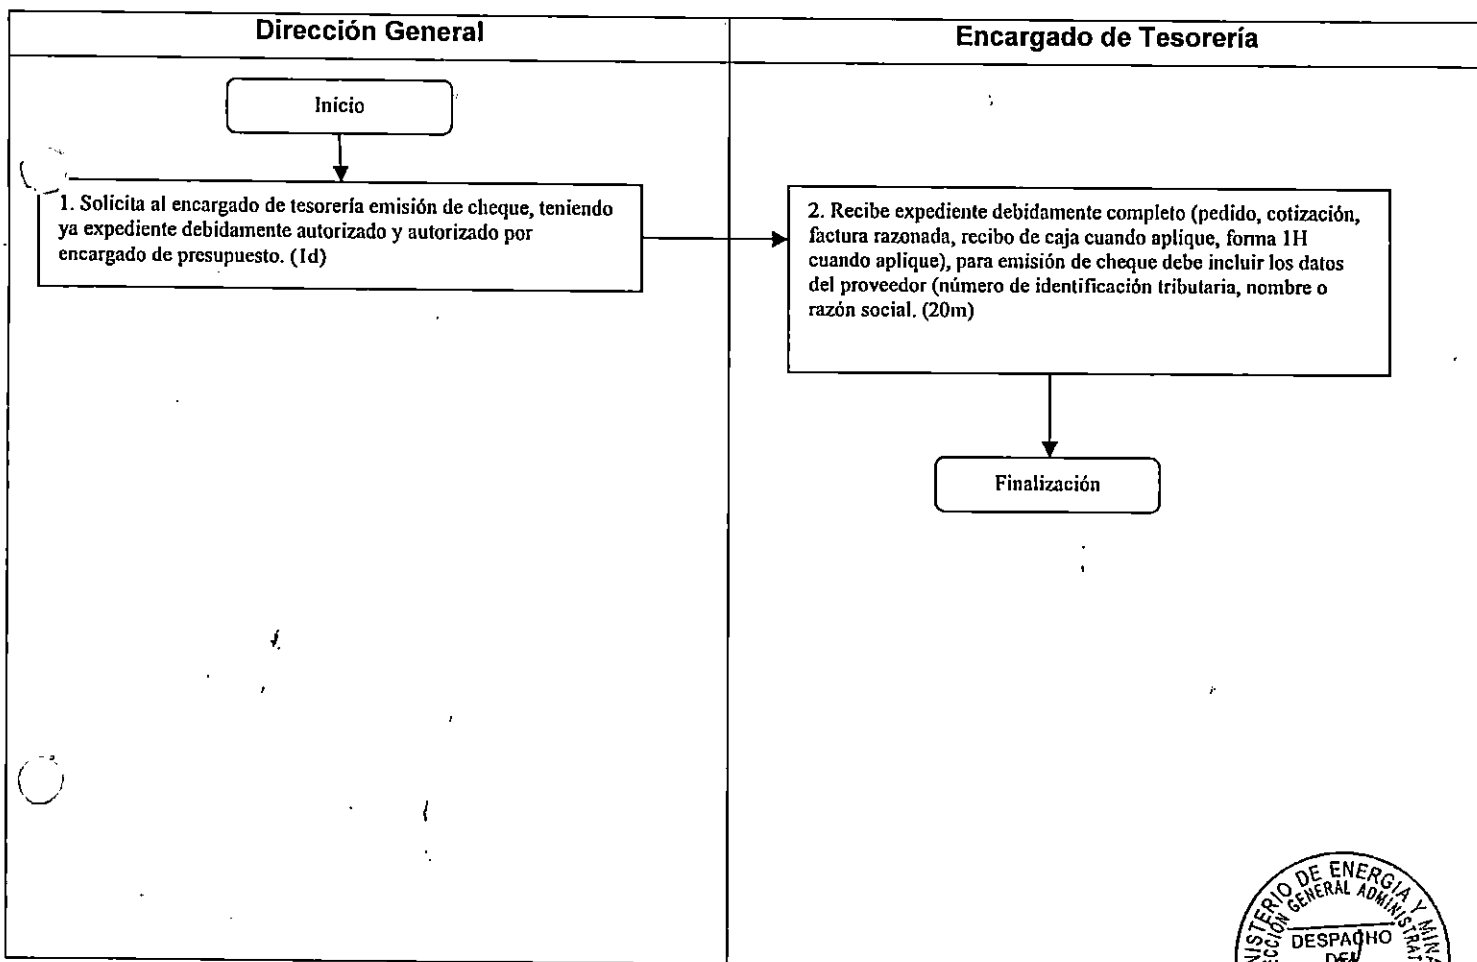 Dirección General
Encargado de Tesorería
Inicio
1. Solicita al encargado de tesorería emisión de cheque, teniendo
ya expediente debidamente autorizado y autorizado por
encargado de presupuesto. (1d)
2. Recibe expediente debidamente completo (pedido, cotización,
factura razonada, recibo de caja cuando aplique, forma 1H
cuando aplique), para emisión de cheque debe incluir los datos
del proveedor (número de identificación tributaria, nombre o
razón social. (20m)
Finalización
DE ENERGIA Y
GENERAL
DESPACHO
DEL